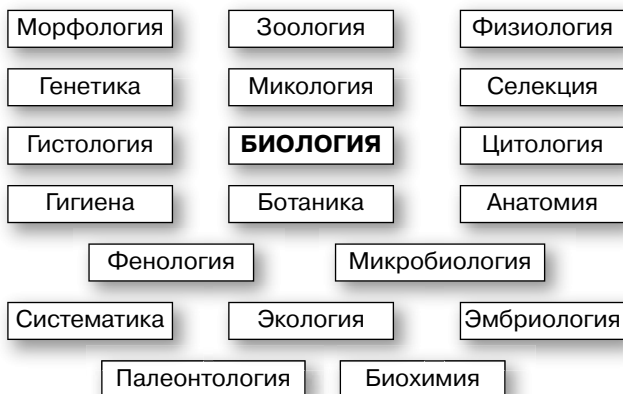 Морфология Зоология Физиология
Генетика Микология Селекция
Гистология БИОЛОГИЯ Цитология
Гигиена Ботаника Анатомия
Фенология Микробиология
Систематика Экология Эмбриология
Палеонтология Биохимия